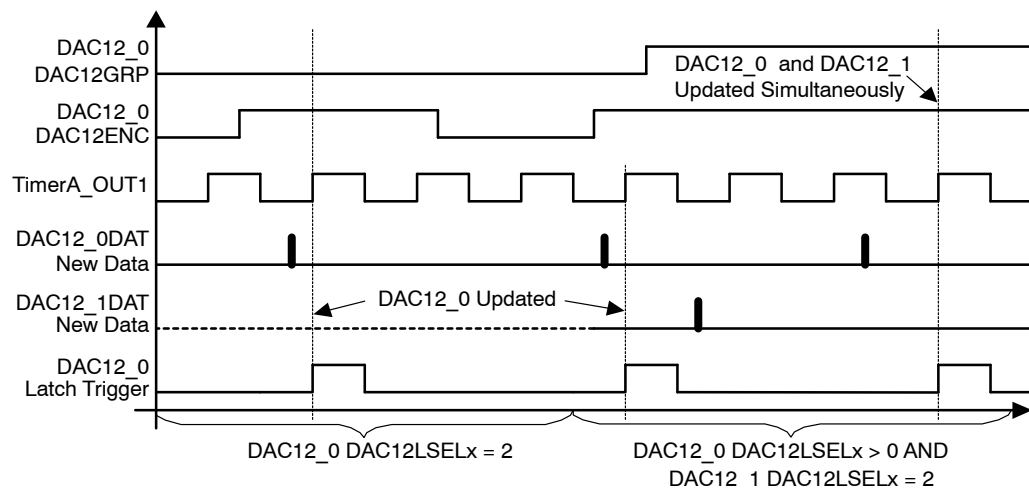 DAC12_0
DAC12GRP
DAC12_0 and DAC12_1
Updated Simultaneously
DAC12_0
DAC12ENC
TimerA_OUT1
DAC12_0DAT
New Data
DAC12_1DAT
New Data
DAC12_0 Updated
DAC12_0
Latch Trigger
DAC12_0 DAC12LSELx = 2
DAC12_0 DAC12LSELx > 0 AND
DAC12_1 DAC12LSELx = 2